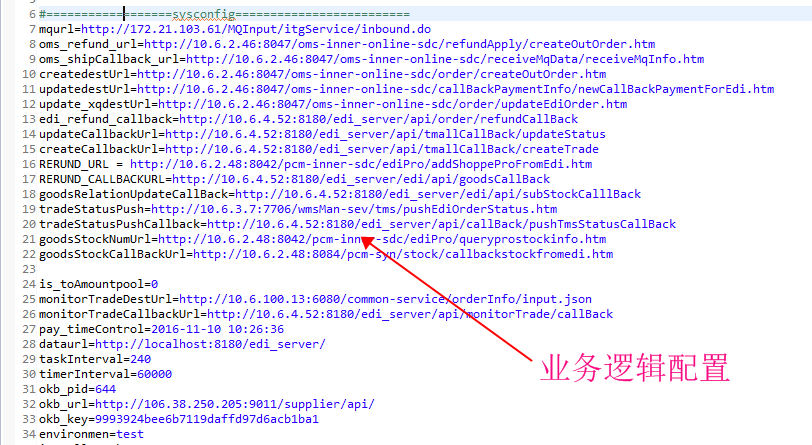 6 #==================sysconfig=========================
7 mqurl=http://172.21.103.61/MQInput/itgService/inbound.do
8 oms_refund_url=http://10.6.2.46:8047/oms-inner-online-sdc/refundApply/createOutOrder.htm
9 oms_shipCallback_url=http://10.6.2.46:8047/oms-inner-online-sdc/receiveMqData/receiveMqInfo.htm
10 createdestUrl=http://10.6.2.46:8047/oms-inner-online-sdc/order/createOutOrder.htm
11 updatedestUrl=http://10.6.2.46:8047/oms-inner-online-sdc/callBackPaymentInfo/newCallBackPaymentForEdi.htm
12 update_xqdestUrl=http://10.6.2.46:8047/oms-inner-online-sdc/order/updateEdiOrder.htm
13 edi_refund_callback=http://10.6.4.52:8180/edi_server/api/order/refundCallBack
14 updateCallbackUrl=http://10.6.4.52:8180/edi_server/api/tmallCallBack/updateStatus
15 createCallbackUrl=http://10.6.4.52:8180/edi_server/api/tmallCallBack/createTrade
16 RERUND_URL = http://10.6.2.48:8042/pcm-inner-sdc/ediPro/addShoppeProFromEdi.htm
17 RERUND_CALLBACKURL=http://10.6.4.52:8180/edi_server/edi/api/goodsCallBack
18 goodsRelationUpdateCallBack=http://10.6.4.52:8180/edi_server/edi/api/subStockCalllBack
19 tradeStatusPush=http://10.6.3.7:7706/wmsMan-sev/tms/pushEdiOrderStatus.htm
20 tradeStatusPushCallback=http://10.6.4.52:8180/edi_server/api/callBack/pushTmsStatusCallBack
21 goodsStockNumUrl=http://10.6.2.48:8042/pcm-inner-sdc/ediPro/queryprostockinfo.htm
22 goodsStockCallBackUrl=http://10.6.2.48:8084/pcm-syn/stock/callbackstockfromedi.htm
23
24 is_toAmountpool=0
25 monitorTradeDestUrl=http://10.6.100.13:6080/common-service/orderInfo/input.json
26 monitorTradeCallbackUrl=http://10.6.4.52:8180/edi_server/api/monitorTrade/callBack
27 pay_timeControl=2016-11-10 10:26:36
28 dataurl=http://localhost:8180/edi_server/
29 taskInterval=240
30 timerInterval=60000
31 okb_pid=644
32 okb_url=http://106.38.250.205:9011/supplier/api/
33 okb_key=9993924bee6b7119daffd97d6acb1ba1
34 environmen=test
业务逻辑配置